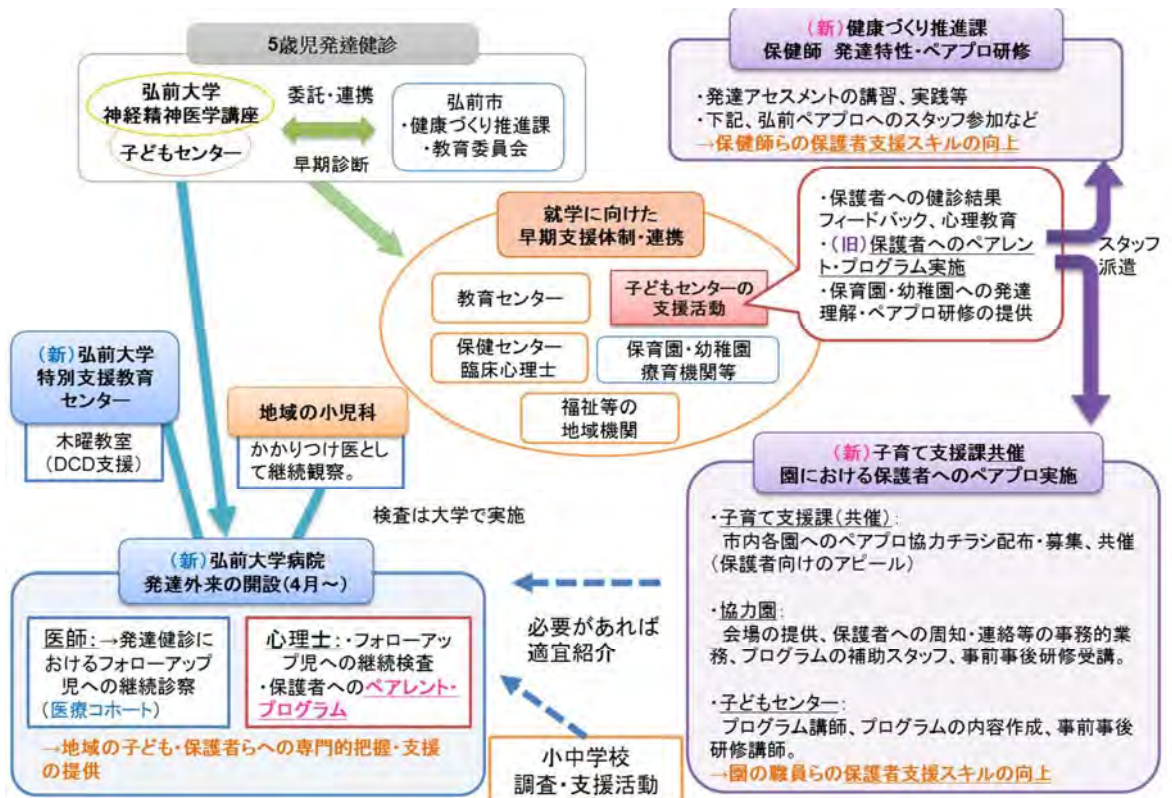 5歳児発達健診
弘前大学
神経精神医学講座
子どもセンター
委託・連携
早期診断
弘前市
・健康づくり推進課
・教育委員会
(新)健康づくり推進課
保健師 発達特性・ペアプロ研修
・発達アセスメントの講習、実践等
・下記、弘前ペアプロへのスタッフ参加など
→保健師らの保護者支援スキルの向上
就学に向けた
早期支援体制・連携
教育センター
子どもセンターの
支援活動
保健センター
臨床心理士
保育園・幼稚園
療育機関等
福祉等の
地域機関
・保護者への健診結果
フィードバック、心理教育
・(旧)保護者へのペアレン
ト・プログラム実施
・保育園・幼稚園への発達
理解・ペアプロ研修の提供
スタッフ
派遣
(新)弘前大学
特別支援教育
センター
木曜教室
(DCD支援)
地域の小児科
かかりつけ医とし
て継続観察。
検査は大学で実施
(新)弘前大学病院
発達外来の開設(4月~)
医師:→発達健診に
おけるフォローアップ
児への継続診察
(医療コホート)
心理士:・フォローアッ
プ児への継続検査
・保護者へのペアレント・
プログラム
→地域の子ども・保護者らへの専門的把握・支援
の提供
必要があれば
適宜紹介
小中学校
調査・支援活動
(新)子育て支援課共催
園における保護者へのペアプロ実施
・子育て支援課(共催):
市内各園へのペアプロ協力チラシ配布・募集、共催
(保護者向けのアピール)
・協力園:
会場の提供、保護者への周知・連絡等の事務的業
務、プログラムの補助スタッフ、事前事後研修受講。
・子どもセンター:
プログラム講師、プログラムの内容作成、事前事後
研修講師。
→園の職員らの保護者支援スキルの向上